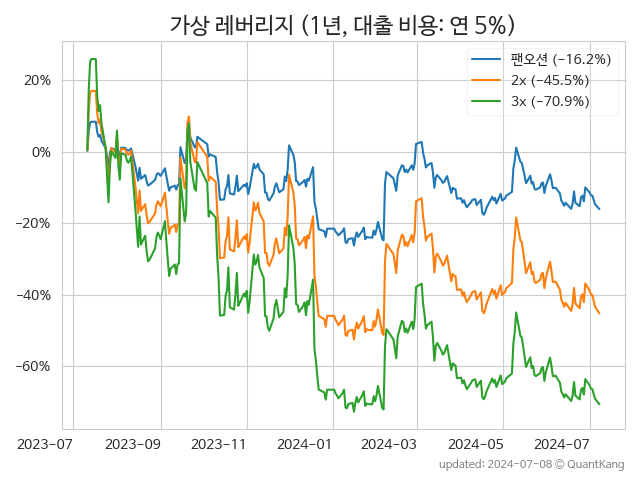 가상 레버리지 (1년, 대출 비용: 연 5%)
팬오션 (−16.2%)
2x (−45.5%)
3x (−70.9%)
20%
0%
−20%
−40%
−60%
2023-07 2023-09 2023-11 2024-01 2024-03 2024-05 2024-07
updated: 2024-07-08 © QuantKang